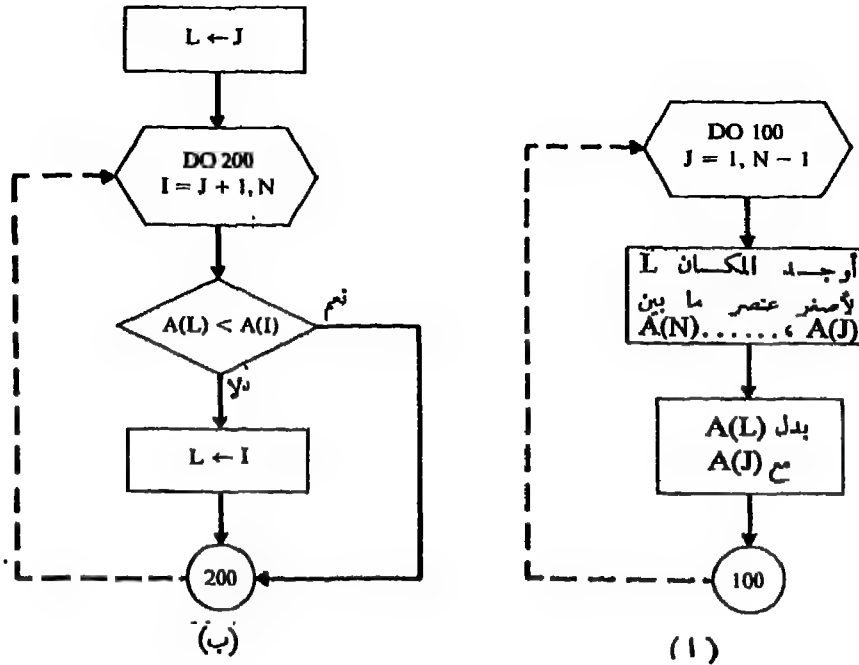 L ← J
DO 200
I = J + 1, N
A(L) < A(I)
نعم
لا
L ← I
200
(ب)
DO 100
J = 1, N − 1
أوجد المكان L
لأصغر عنصر ما بين
A(J) ،...... A(N)
بدل A(L)
مع A(J)
100
(ا)